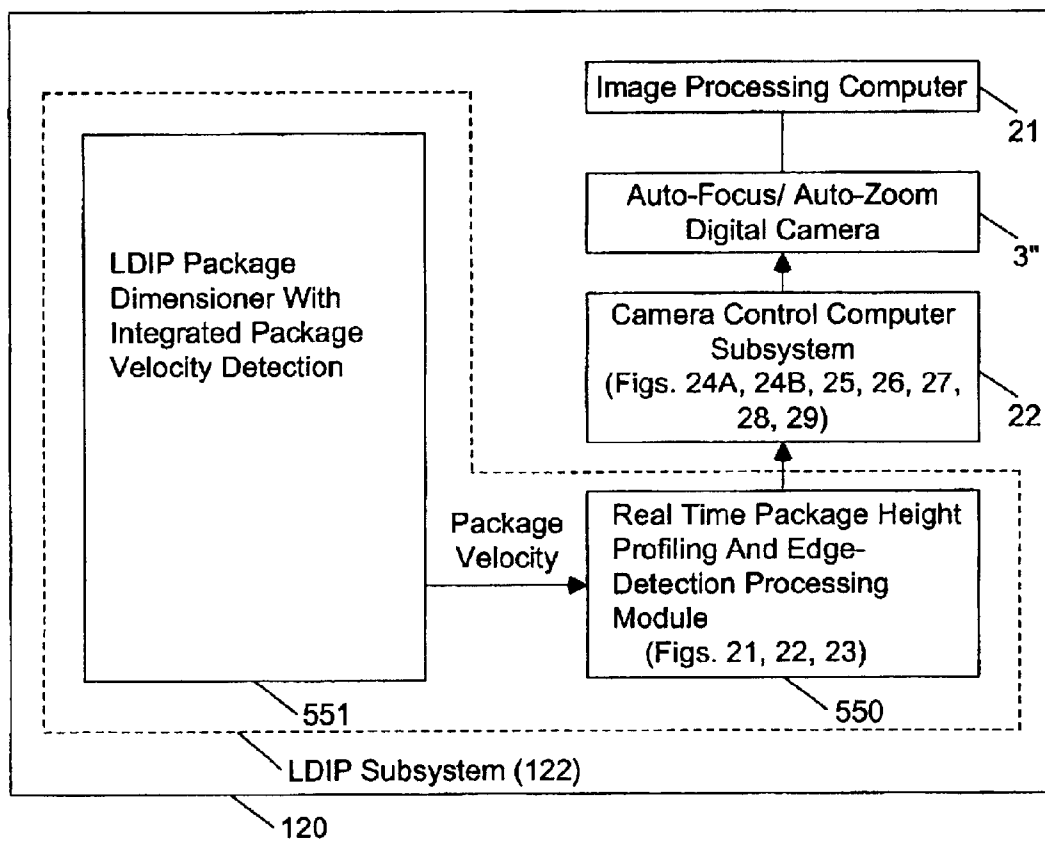 Image Processing Computer
21
Auto-Focus/ Auto-Zoom
Digital Camera
3"
LDIP Package
Dimensioner With
Integrated Package
Velocity Detection
Camera Control Computer
Subsystem
(Figs. 24A, 24B, 25, 26, 27,
28, 29)
22
Package
Velocity
Real Time Package Height
Profiling And Edge-
Detection Processing
Module
(Figs. 21, 22, 23)
551
550
LDIP Subsystem (122)
120